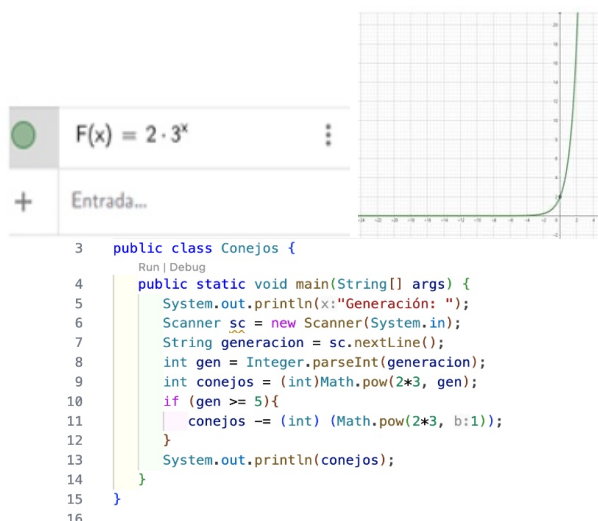 F(x) = 2 · 3ˣ
+ Entrada...
3 public class Conejos {
Run | Debug
4 public static void main(String[] args) {
5 System.out.println(x:"Generación: ");
6 Scanner sc = new Scanner(System.in);
7 String generacion = sc.nextLine();
8 int gen = Integer.parseInt(generacion);
9 int conejos = (int)Math.pow(2*3, gen);
10 if (gen >= 5){
11 conejos -= (int) (Math.pow(2*3, b:1));
12 }
13 System.out.println(conejos);
14 }
15 }
16